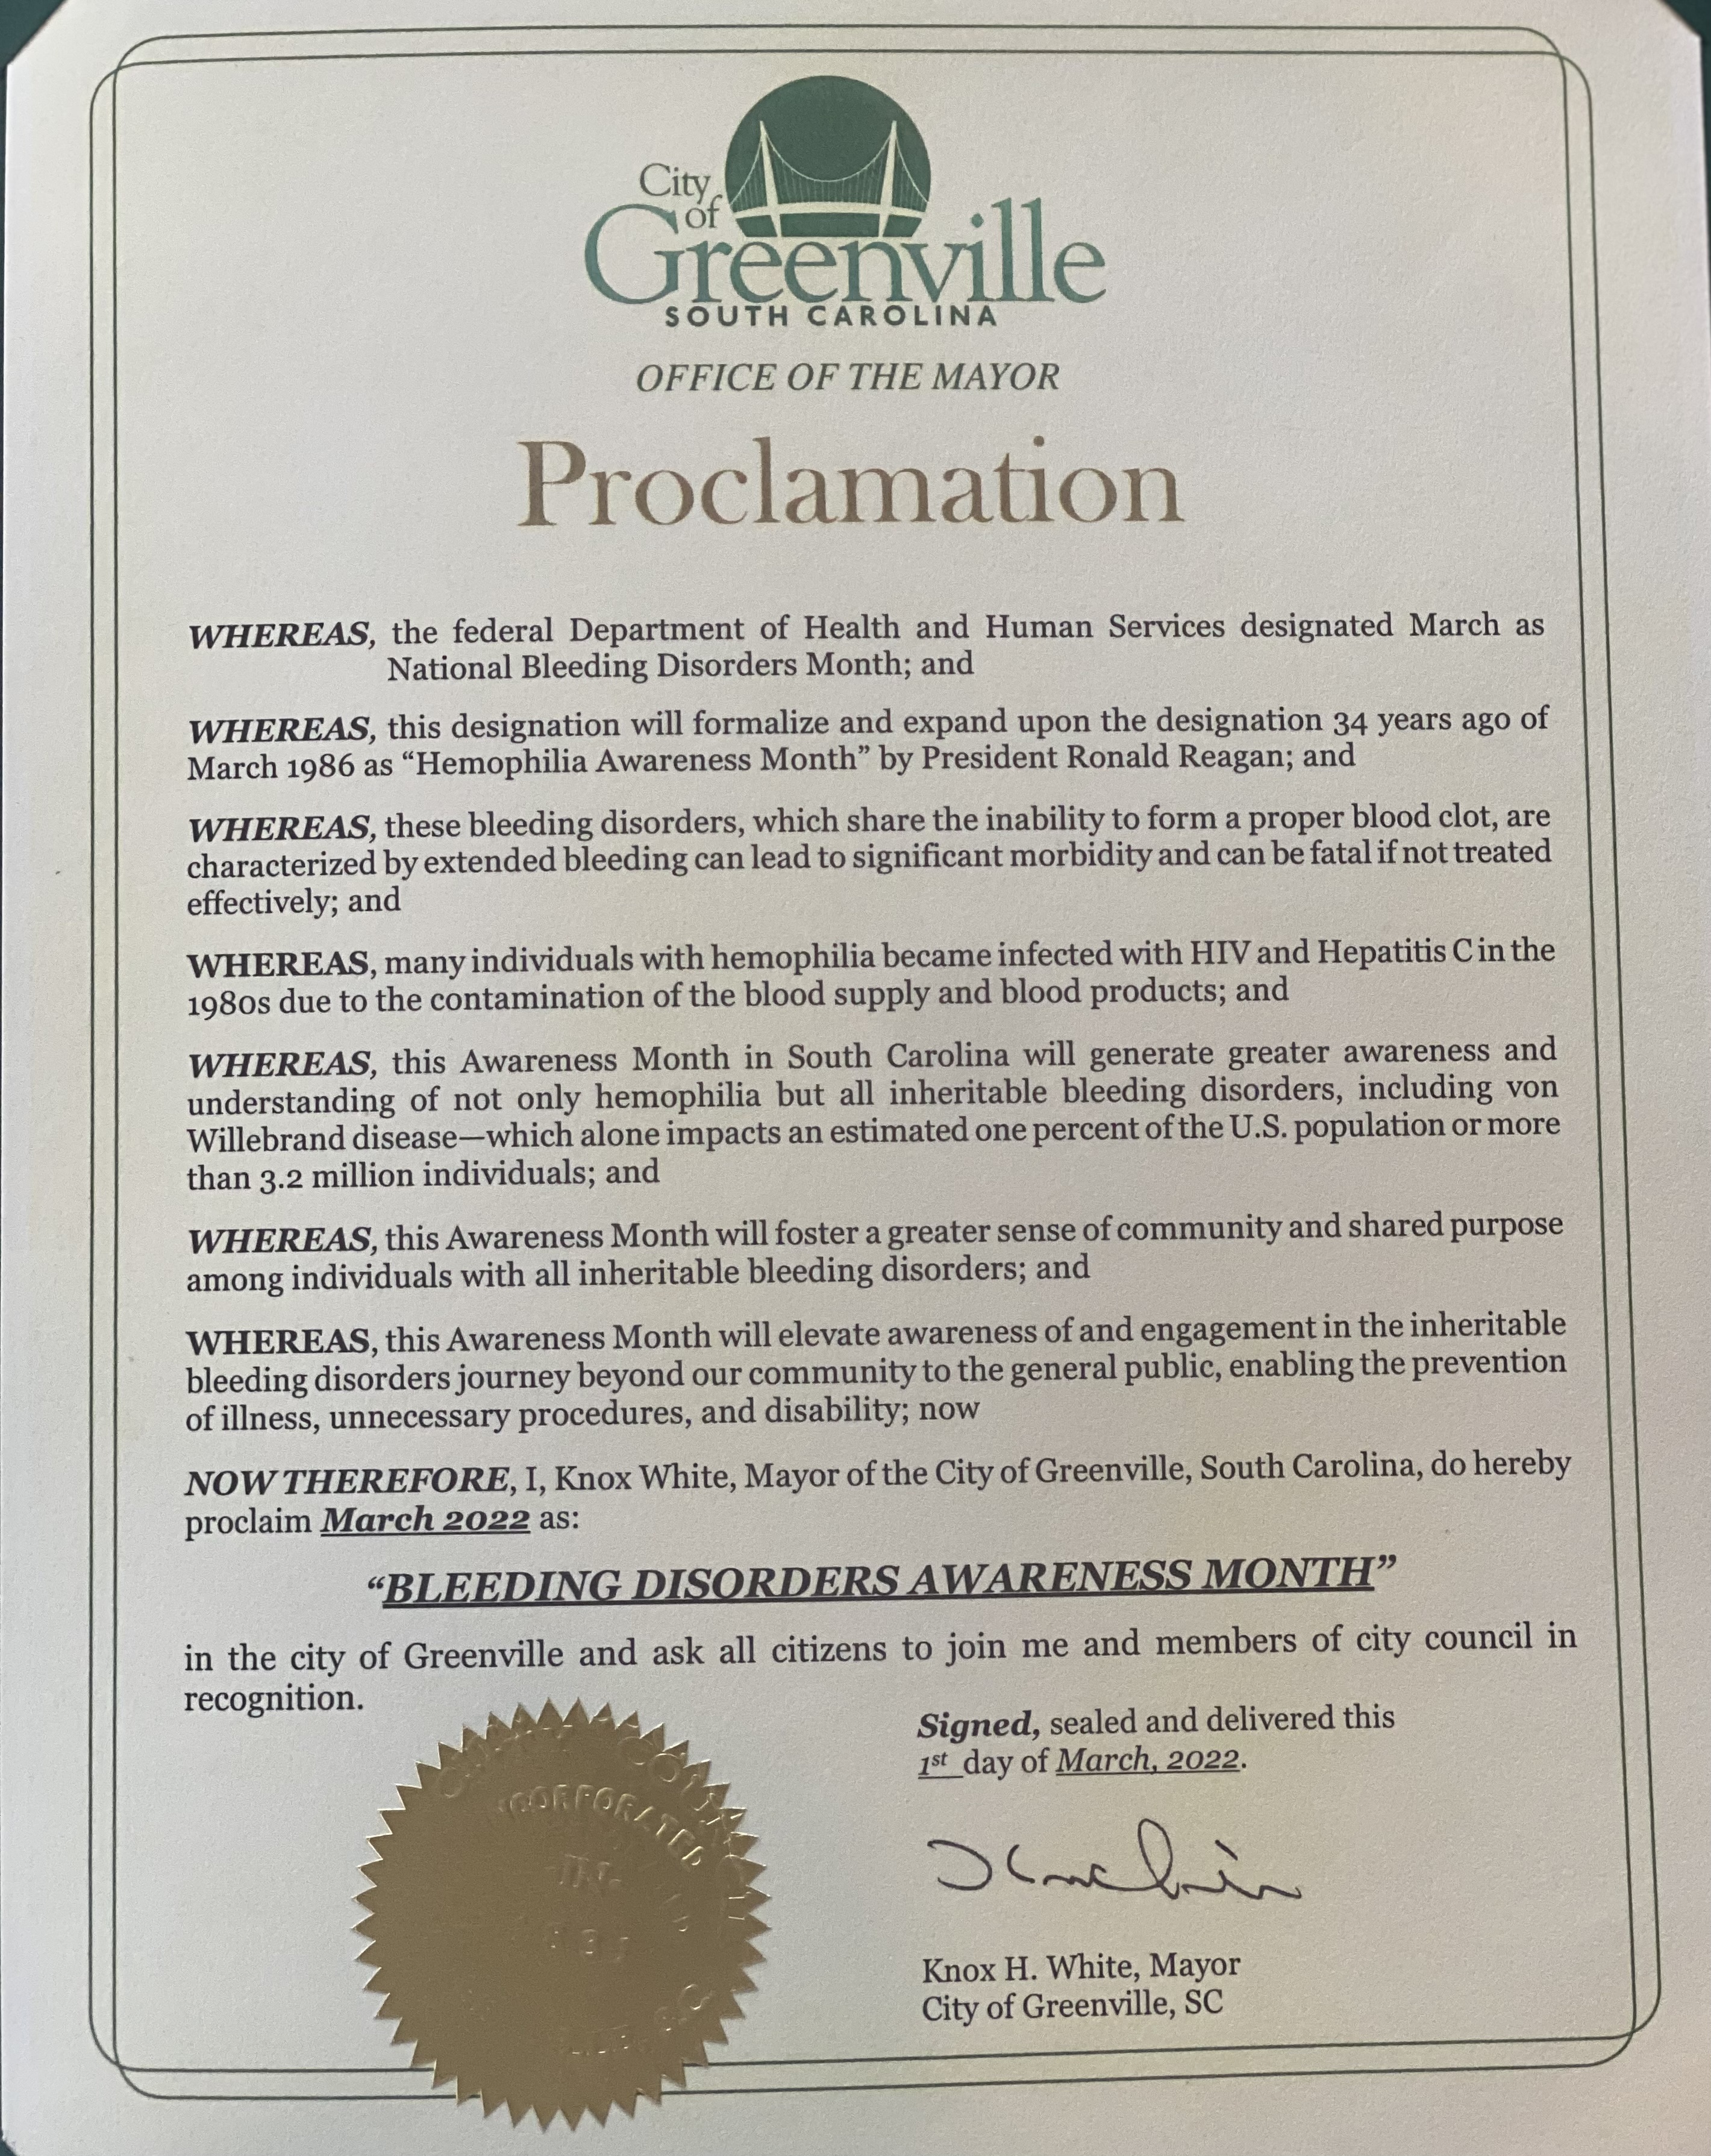 City
of
Greenville
SOUTH CAROLINA
OFFICE OF THE MAYOR
Proclamation
WHEREAS, the federal Department of Health and Human Services designated March as
National Bleeding Disorders Month; and
WHEREAS, this designation will formalize and expand upon the designation 34 years ago of
March 1986 as “Hemophilia Awareness Month” by President Ronald Reagan; and
WHEREAS, these bleeding disorders, which share the inability to form a proper blood clot, are
characterized by extended bleeding can lead to significant morbidity and can be fatal if not treated
effectively; and
WHEREAS, many individuals with hemophilia became infected with HIV and Hepatitis C in the
1980s due to the contamination of the blood supply and blood products; and
WHEREAS, this Awareness Month in South Carolina will generate greater awareness and
understanding of not only hemophilia but all inheritable bleeding disorders, including von
Willebrand disease—which alone impacts an estimated one percent of the U.S. population or more
than 3.2 million individuals; and
WHEREAS, this Awareness Month will foster a greater sense of community and shared purpose
among individuals with all inheritable bleeding disorders; and
WHEREAS, this Awareness Month will elevate awareness of and engagement in the inheritable
bleeding disorders journey beyond our community to the general public, enabling the prevention
of illness, unnecessary procedures, and disability; now
NOW THEREFORE, I, Knox White, Mayor of the City of Greenville, South Carolina, do hereby
proclaim March 2022 as:
“BLEEDING DISORDERS AWARENESS MONTH”
in the city of Greenville and ask all citizens to join me and members of city council in
recognition.
Signed, sealed and delivered this
1st day of March, 2022.
INCORPORATED
IN
Knox H. White, Mayor
City of Greenville, SC